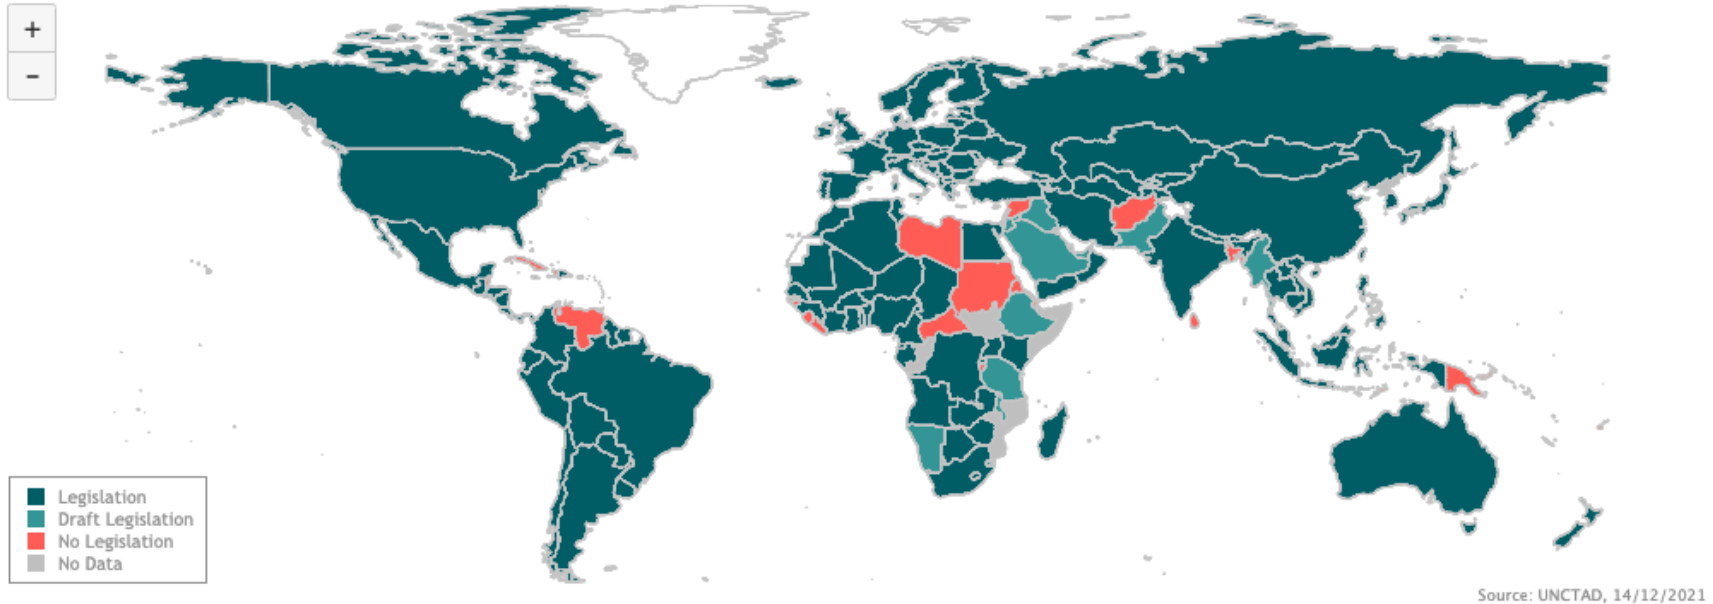 +
−
Legislation
Draft Legislation
No Legislation
No Data
Source: UNCTAD, 14/12/2021